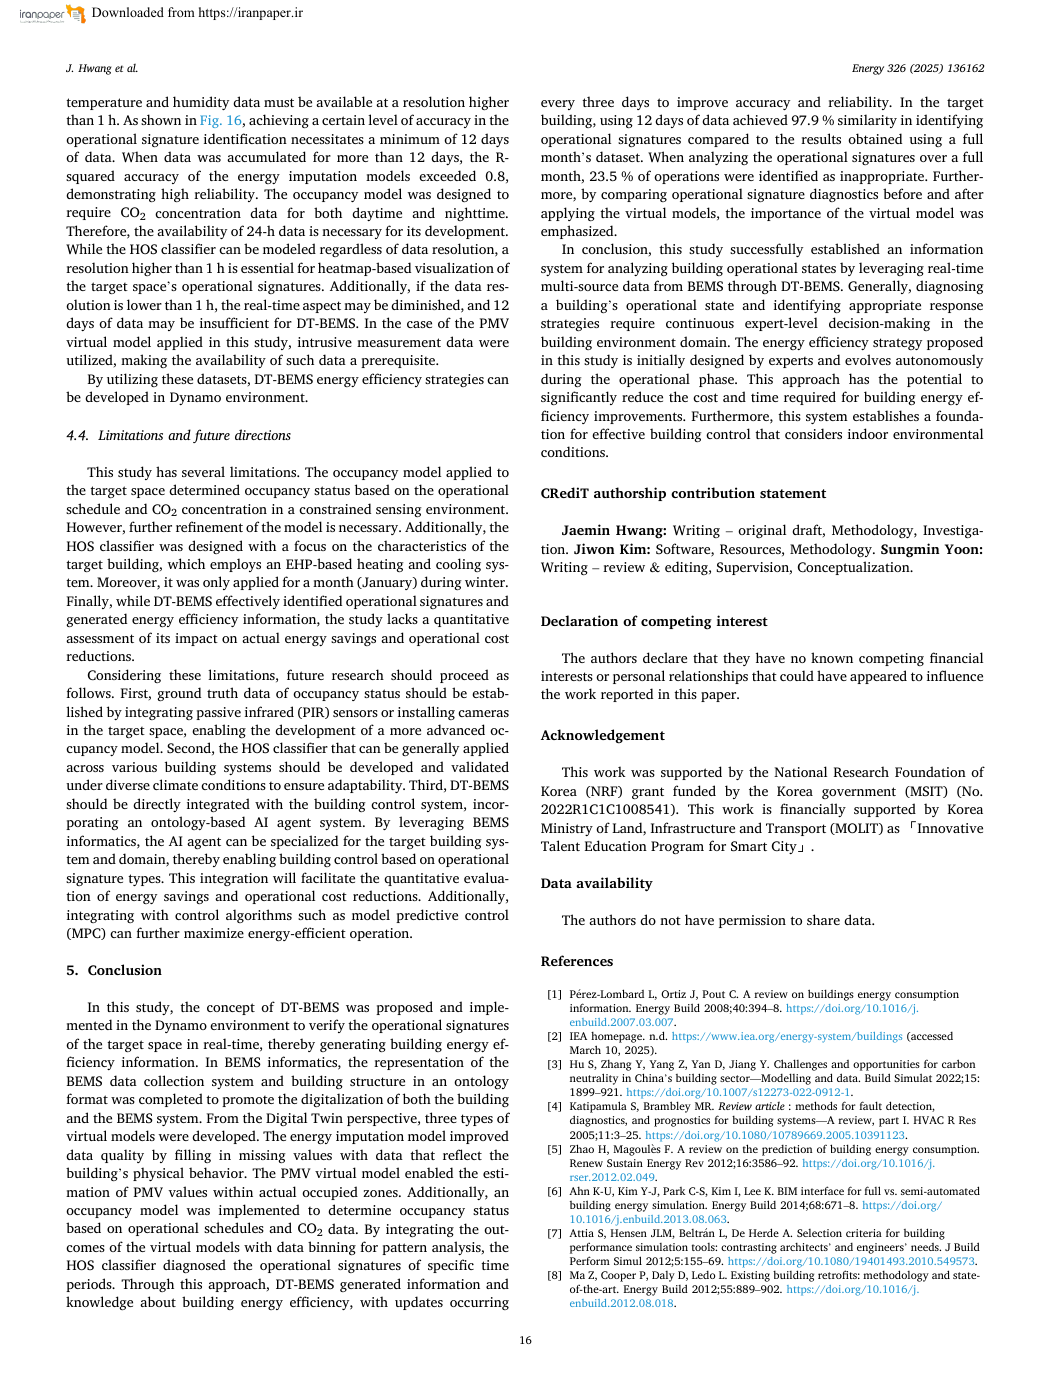 iranpaper
Downloaded from https://iranpaper.ir
J. Hwang et al.
Energy 326 (2025) 136162
temperature and humidity data must be available at a resolution higher
than 1 h. As shown in Fig. 16, achieving a certain level of accuracy in the
operational signature identification necessitates a minimum of 12 days
of data. When data was accumulated for more than 12 days, the R-
squared accuracy of the energy imputation models exceeded 0.8,
demonstrating high reliability. The occupancy model was designed to
require CO2 concentration data for both daytime and nighttime.
Therefore, the availability of 24-h data is necessary for its development.
While the HOS classifier can be modeled regardless of data resolution, a
resolution higher than 1 h is essential for heatmap-based visualization of
the target space's operational signatures. Additionally, if the data res-
olution is lower than 1 h, the real-time aspect may be diminished, and 12
days of data may be insufficient for DT-BEMS. In the case of the PMV
virtual model applied in this study, intrusive measurement data were
utilized, making the availability of such data a prerequisite.
By utilizing these datasets, DT-BEMS energy efficiency strategies can
be developed in Dynamo environment.
4.4. Limitations and future directions
This study has several limitations. The occupancy model applied to
the target space determined occupancy status based on the operational
schedule and CO2 concentration in a constrained sensing environment.
However, further refinement of the model is necessary. Additionally, the
HOS classifier was designed with a focus on the characteristics of the
target building, which employs an EHP-based heating and cooling sys-
tem. Moreover, it was only applied for a month (January) during winter.
Finally, while DT-BEMS effectively identified operational signatures and
generated energy efficiency information, the study lacks a quantitative
assessment of its impact on actual energy savings and operational cost
reductions.
Considering these limitations, future research should proceed as
follows. First, ground truth data of occupancy status should be estab-
lished by integrating passive infrared (PIR) sensors or installing cameras
in the target space, enabling the development of a more advanced oc-
cupancy model. Second, the HOS classifier that can be generally applied
across various building systems should be developed and validated
under diverse climate conditions to ensure adaptability. Third, DT-BEMS
should be directly integrated with the building control system, incor-
porating an ontology-based AI agent system. By leveraging BEMS
informatics, the AI agent can be specialized for the target building sys-
tem and domain, thereby enabling building control based on operational
signature types. This integration will facilitate the quantitative evalua-
tion of energy savings and operational cost reductions. Additionally,
integrating with control algorithms such as model predictive control
(MPC) can further maximize energy-efficient operation.
5. Conclusion
In this study, the concept of DT-BEMS was proposed and imple-
mented in the Dynamo environment to verify the operational signatures
of the target space in real-time, thereby generating building energy ef-
ficiency information. In BEMS informatics, the representation of the
BEMS data collection system and building structure in an ontology
format was completed to promote the digitalization of both the building
and the BEMS system. From the Digital Twin perspective, three types of
virtual models were developed. The energy imputation model improved
data quality by filling in missing values with data that reflect the
building's physical behavior. The PMV virtual model enabled the esti-
mation of PMV values within actual occupied zones. Additionally, an
occupancy model was implemented to determine occupancy status
based on operational schedules and CO2 data. By integrating the out-
comes of the virtual models with data binning for pattern analysis, the
HOS classifier diagnosed the operational signatures of specific time
periods. Through this approach, DT-BEMS generated information and
knowledge about building energy efficiency, with updates occurring
every three days to improve accuracy and reliability. In the target
building, using 12 days of data achieved 97.9 % similarity in identifying
operational signatures compared to the results obtained using a full
month's dataset. When analyzing the operational signatures over a full
month, 23.5 % of operations were identified as inappropriate. Further-
more, by comparing operational signature diagnostics before and after
applying the virtual models, the importance of the virtual model was
emphasized.
In conclusion, this study successfully established an information
system for analyzing building operational states by leveraging real-time
multi-source data from BEMS through DT-BEMS. Generally, diagnosing
a building's operational state and identifying appropriate response
strategies require continuous expert-level decision-making in the
building environment domain. The energy efficiency strategy proposed
in this study is initially designed by experts and evolves autonomously
during the operational phase. This approach has the potential to
significantly reduce the cost and time required for building energy ef-
ficiency improvements. Furthermore, this system establishes a founda-
tion for effective building control that considers indoor environmental
conditions.
CRediT authorship contribution statement
Jaemin Hwang: Writing – original draft, Methodology, Investiga-
tion. Jiwon Kim: Software, Resources, Methodology. Sungmin Yoon:
Writing – review & editing, Supervision, Conceptualization.
Declaration of competing interest
The authors declare that they have no known competing financial
interests or personal relationships that could have appeared to influence
the work reported in this paper.
Acknowledgement
This work was supported by the National Research Foundation of
Korea (NRF) grant funded by the Korea government (MSIT) (No.
2022R1C1C1008541). This work is financially supported by Korea
Ministry of Land, Infrastructure and Transport (MOLIT) as 「Innovative
Talent Education Program for Smart City」.
Data availability
The authors do not have permission to share data.
References
[1] Pérez-Lombard L, Ortiz J, Pout C. A review on buildings energy consumption
information. Energy Build 2008;40:394–8. https://doi.org/10.1016/j.
enbuild.2007.03.007.
[2] IEA homepage. n.d. https://www.iea.org/energy-system/buildings (accessed
March 10, 2025).
[3] Hu S, Zhang Y, Yang Z, Yan D, Jiang Y. Challenges and opportunities for carbon
neutrality in China's building sector—Modelling and data. Build Simulat 2022;15:
1899–921. https://doi.org/10.1007/s12273-022-0912-1.
[4] Katipamula S, Brambley MR. Review article : methods for fault detection,
diagnostics, and prognostics for building systems—A review, part I. HVAC R Res
2005;11:3–25. https://doi.org/10.1080/10789669.2005.10391123.
[5] Zhao H, Magoulès F. A review on the prediction of building energy consumption.
Renew Sustain Energy Rev 2012;16:3586–92. https://doi.org/10.1016/j.
rser.2012.02.049.
[6] Ahn K-U, Kim Y-J, Park C-S, Kim I, Lee K. BIM interface for full vs. semi-automated
building energy simulation. Energy Build 2014;68:671–8. https://doi.org/
10.1016/j.enbuild.2013.08.063.
[7] Attia S, Hensen JLM, Beltrán L, De Herde A. Selection criteria for building
performance simulation tools: contrasting architects' and engineers' needs. J Build
Perform Simul 2012;5:155–69. https://doi.org/10.1080/19401493.2010.549573.
[8] Ma Z, Cooper P, Daly D, Ledo L. Existing building retrofits: methodology and state-
of-the-art. Energy Build 2012;55:889–902. https://doi.org/10.1016/j.
enbuild.2012.08.018.
16